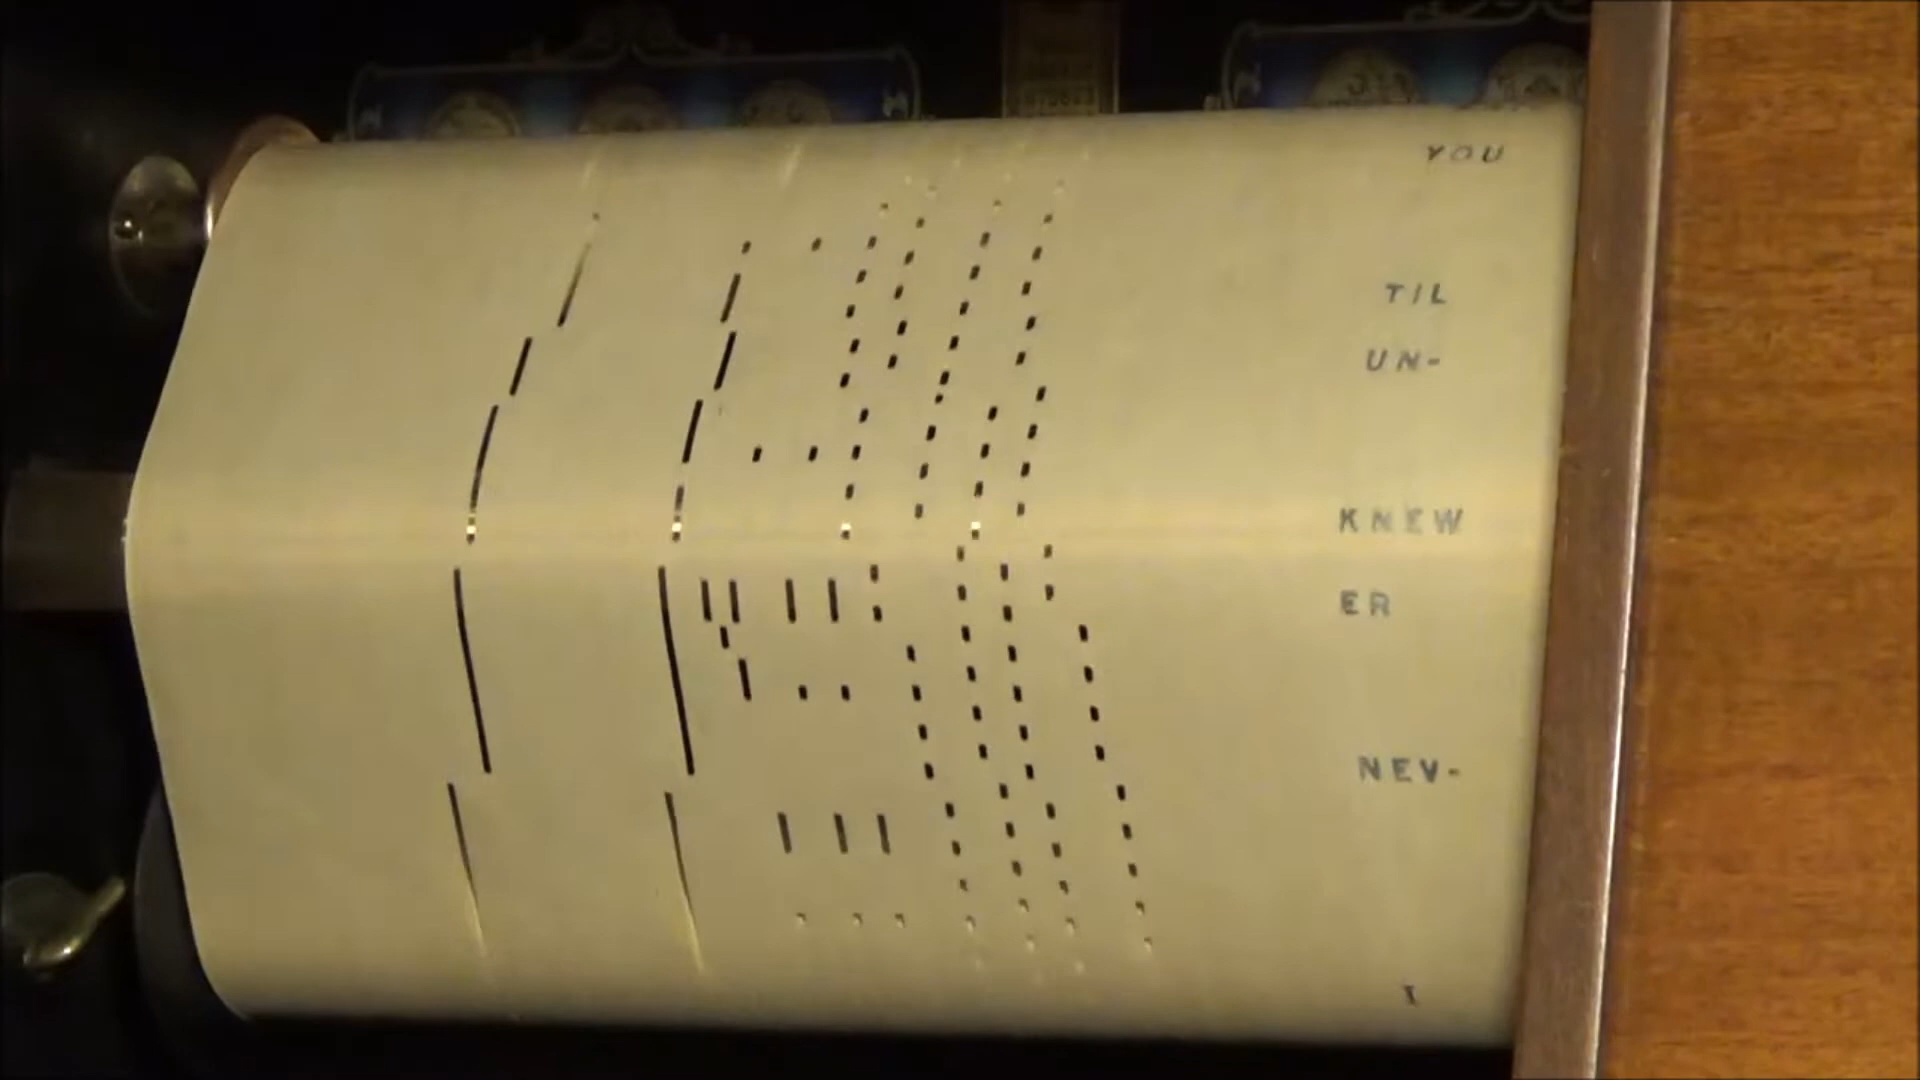 I
NEV-
ER
KNEW
UN-
TIL
YOU